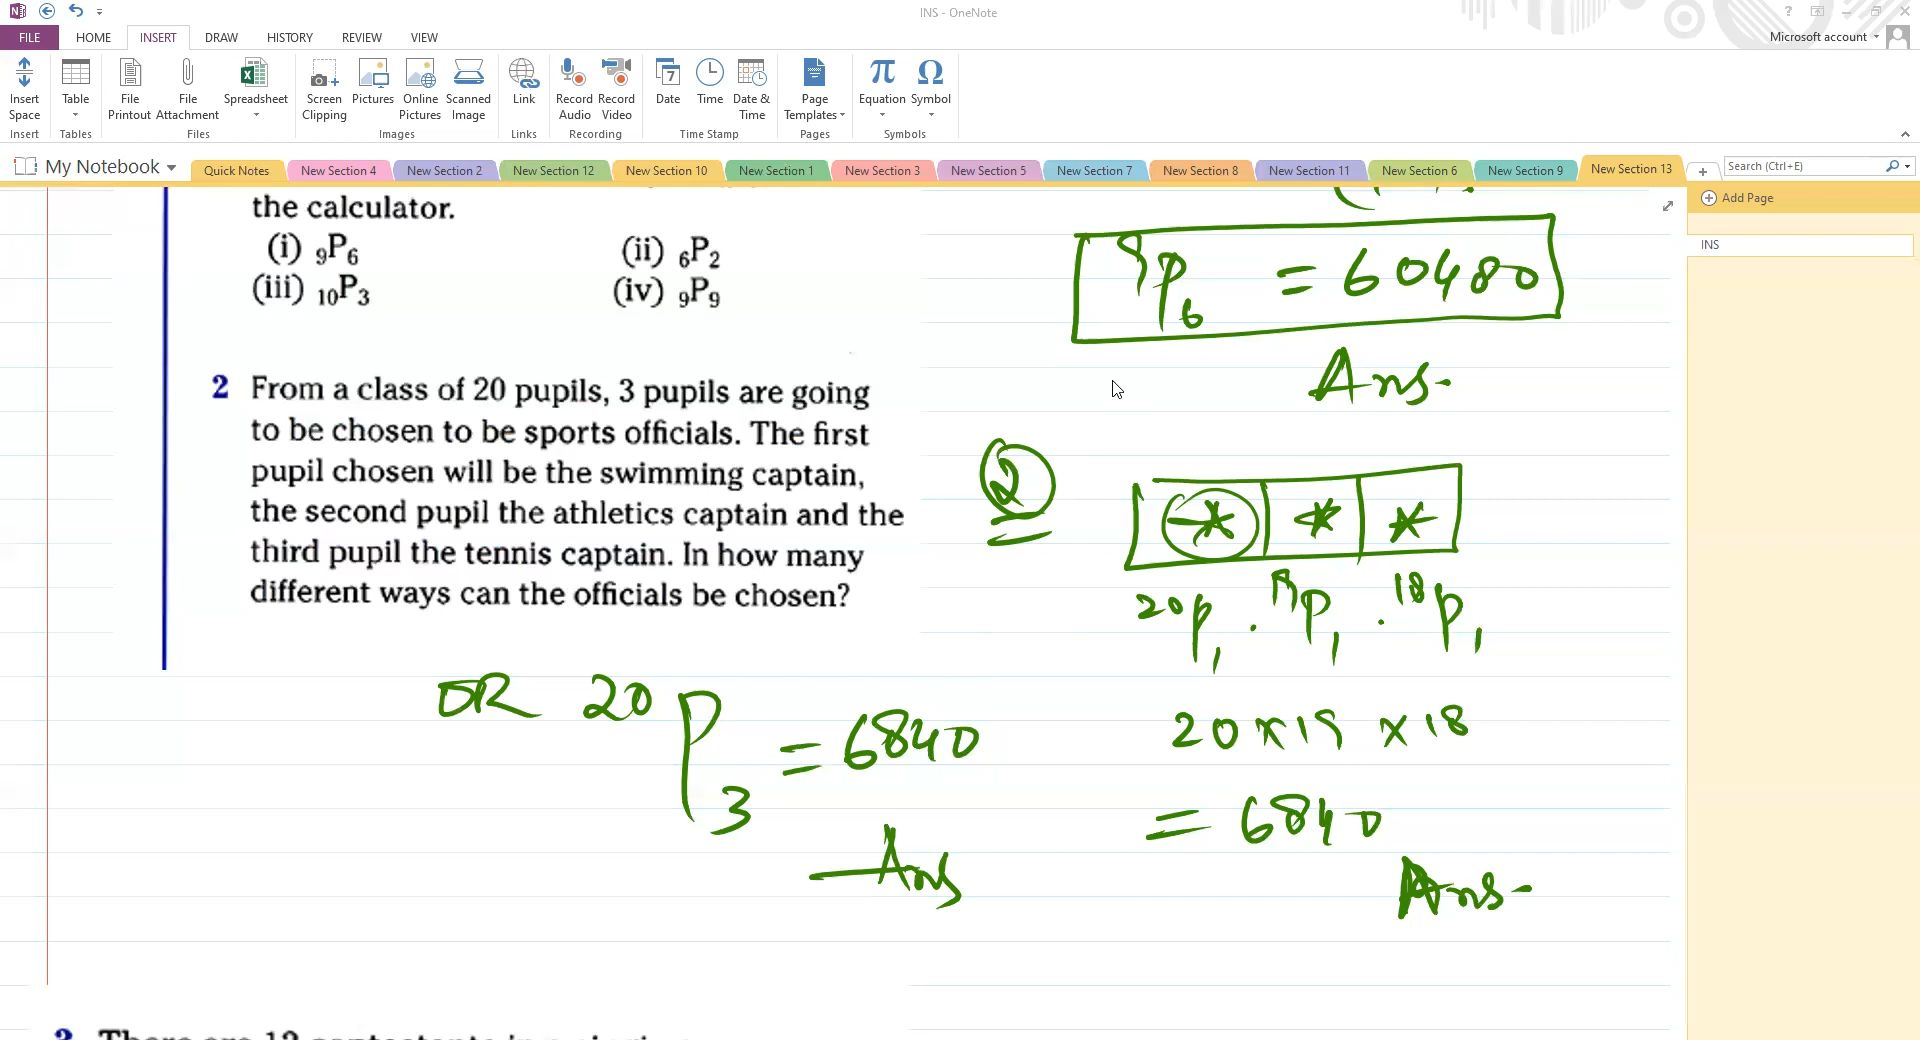 INS - OneNote
FILE HOME INSERT DRAW HISTORY REVIEW VIEW
Microsoft account
Insert Space Table File Printout File Attachment Spreadsheet Screen Clipping Pictures Online Pictures Scanned Image Link Record Audio Record Video Date Time Date & Time Page Templates Equation Symbol
Insert Tables Files Images Links Recording Time Stamp Pages Symbols
My Notebook Quick Notes New Section 4 New Section 2 New Section 12 New Section 10 New Section 1 New Section 3 New Section 5 New Section 7 New Section 8 New Section 11 New Section 6 New Section 9 New Section 13 Search (Ctrl+E)
Add Page
INS
the calculator.
(i) ₉P₆ (ii) ₆P₂
(iii) ₁₀P₃ (iv) ₉P₉
2 From a class of 20 pupils, 3 pupils are going
to be chosen to be sports officials. The first
pupil chosen will be the swimming captain,
the second pupil the athletics captain and the
third pupil the tennis captain. In how many
different ways can the officials be chosen?
OR ²⁰P₃ = 6840
Ans
⁹P₆ = 60480
Ans.
2
* * *
²⁰P₁ . ¹⁹P₁ . ¹⁸P₁
20 × 19 × 18
= 6840
Ans-